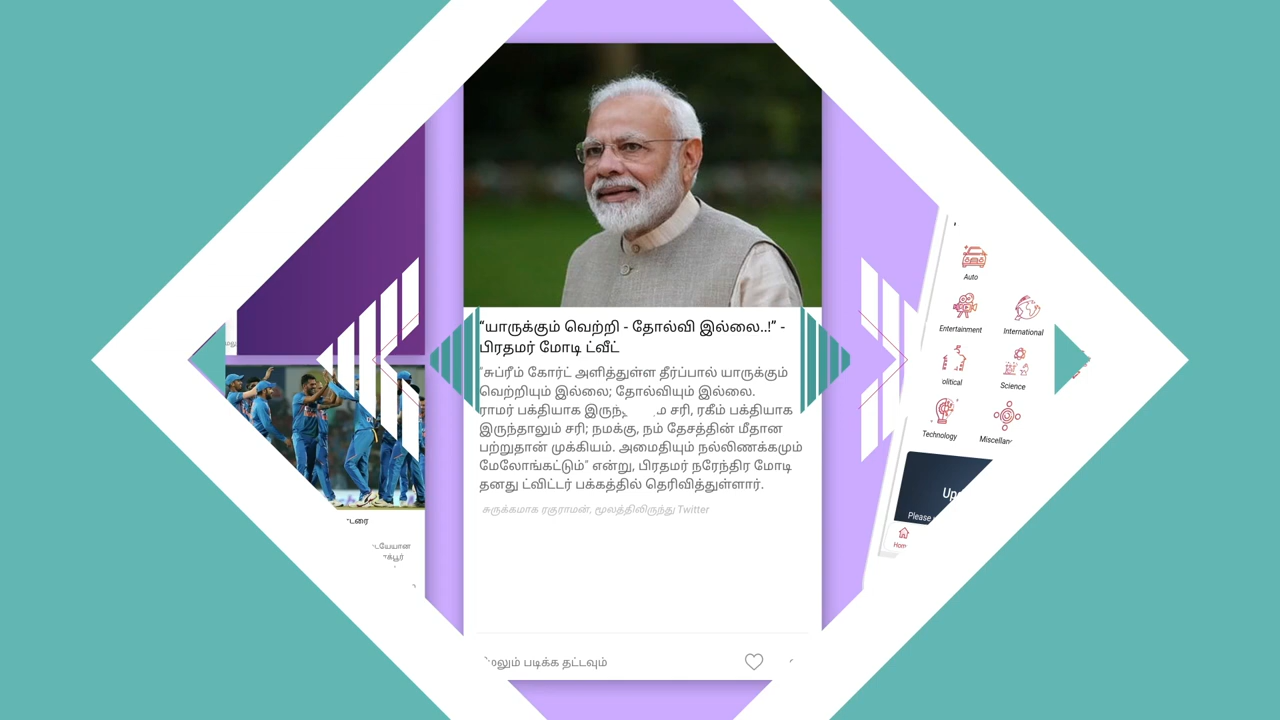 “யாருக்கும் வெற்றி - தோல்வி இல்லை..!” -
பிரதமர் மோடி ட்வீட்
"சுப்ரீம் கோர்ட் அளித்துள்ள தீர்ப்பால் யாருக்கும்
வெற்றியும் இல்லை; தோல்வியும் இல்லை.
ராமர் பக்தியாக சரி, ரகீம் பக்தியாக
இருந்தாலும் சரி; நமக்கு, நம் தேசத்தின் மீதான
பற்றுதான் முக்கியம். அமைதியும் நல்லிணக்கமும்
மேலோங்கட்டும்" என்று, பிரதமர் நரேந்திர மோடி
தனது ட்விட்டர் பக்கத்தில் தெரிவித்துள்ளார்.
சுருக்கமாக ரகுராமன், மூலத்திலிருந்து Twitter
படிக்க தட்டவும்
Auto
Entertainment
International
Science
Technology
Please